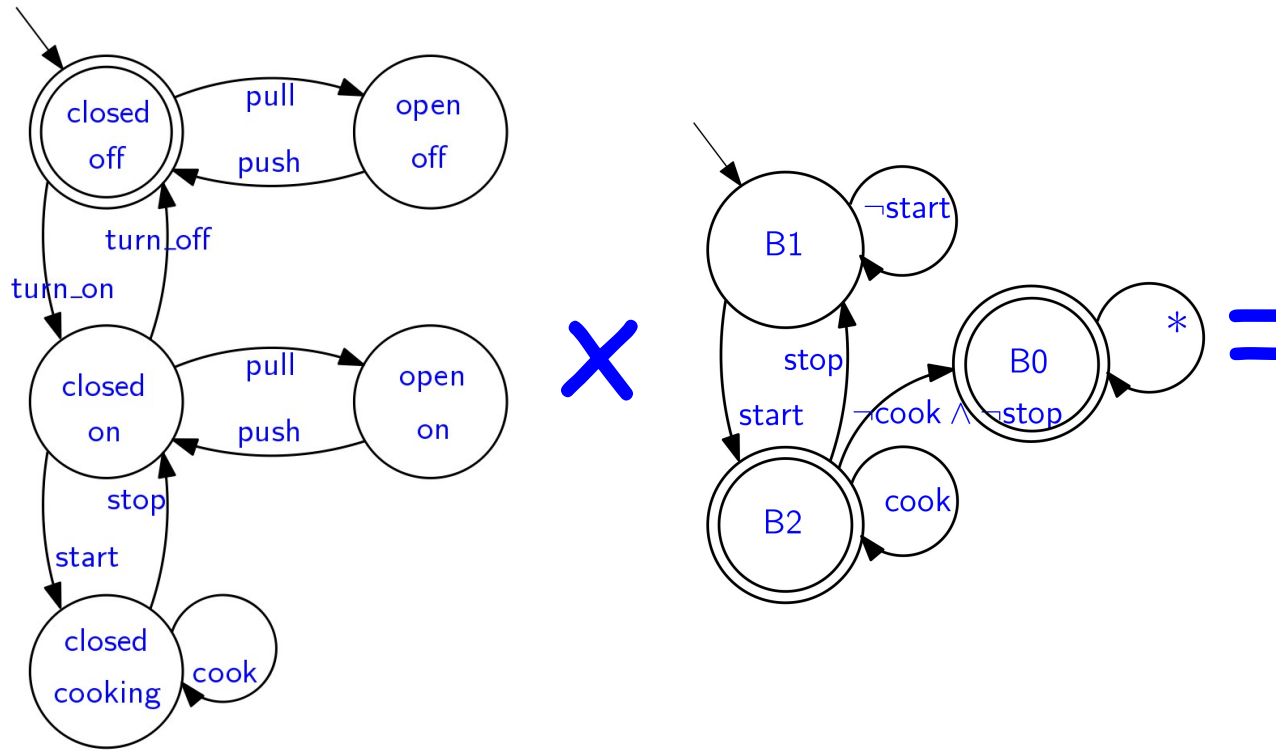 closed
off
pull
open
off
push
turn_off
turn_on
closed
on
pull
open
on
push
stop
start
closed
cooking
cook
×
B1
¬start
stop
start
B2
cook
¬cook ∧ ¬stop
B0
*
=